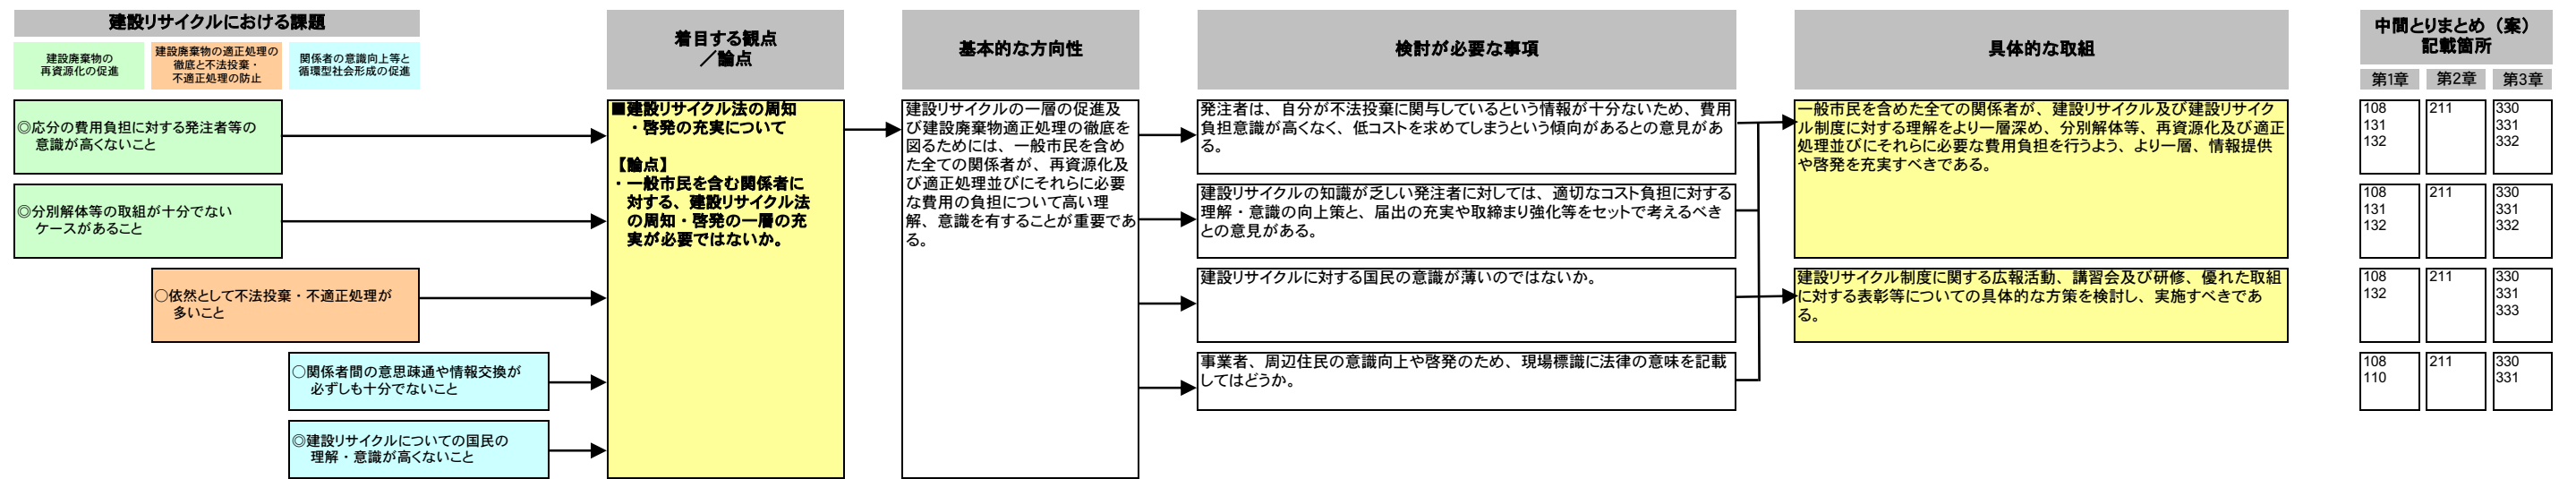 建設リサイクルにおける課題
建設廃棄物の
再資源化の促進
建設廃棄物の適正処理の
徹底と不法投棄・
不適正処理の防止
関係者の意識向上等と
循環型社会形成の促進
着目する観点
／論点
基本的な方向性
検討が必要な事項
具体的な取組
中間とりまとめ（案）
記載箇所
第1章
第2章
第3章
◎応分の費用負担に対する発注者等の
意識が高くないこと
◎分別解体等の取組が十分でない
ケースがあること
○依然として不法投棄・不適正処理が
多いこと
○関係者間の意思疎通や情報交換が
必ずしも十分でないこと
◎建設リサイクルについての国民の
理解・意識が高くないこと
■建設リサイクル法の周知
・啓発の充実について
【論点】
・一般市民を含む関係者に
対する、建設リサイクル法
の周知・啓発の一層の充
実が必要ではないか。
建設リサイクルの一層の促進及
び建設廃棄物適正処理の徹底を
図るためには、一般市民を含め
た全ての関係者が、再資源化及
び適正処理並びにそれらに必要
な費用の負担について高い理
解、意識を有することが重要であ
る。
発注者は、自分が不法投棄に関与しているという情報が十分ないため、費用
負担意識が高くなく、低コストを求めてしまうという傾向があるとの意見があ
る。
建設リサイクルの知識が乏しい発注者に対しては、適切なコスト負担に対する
理解・意識の向上策と、届出の充実や取締まり強化等をセットで考えるべき
との意見がある。
建設リサイクルに対する国民の意識が薄いのではないか。
事業者、周辺住民の意識向上や啓発のため、現場標識に法律の意味を記載
してはどうか。
一般市民を含めた全ての関係者が、建設リサイクル及び建設リサイク
ル制度に対する理解をより一層深め、分別解体等、再資源化及び適正
処理並びにそれらに必要な費用負担を行うよう、より一層、情報提供
や啓発を充実すべきである。
建設リサイクル制度に関する広報活動、講習会及び研修、優れた取組
に対する表彰等についての具体的な方策を検討し、実施すべきであ
る。
108
131
132
211
330
331
332
108
131
132
211
330
331
332
108
132
211
330
331
333
108
110
211
330
331